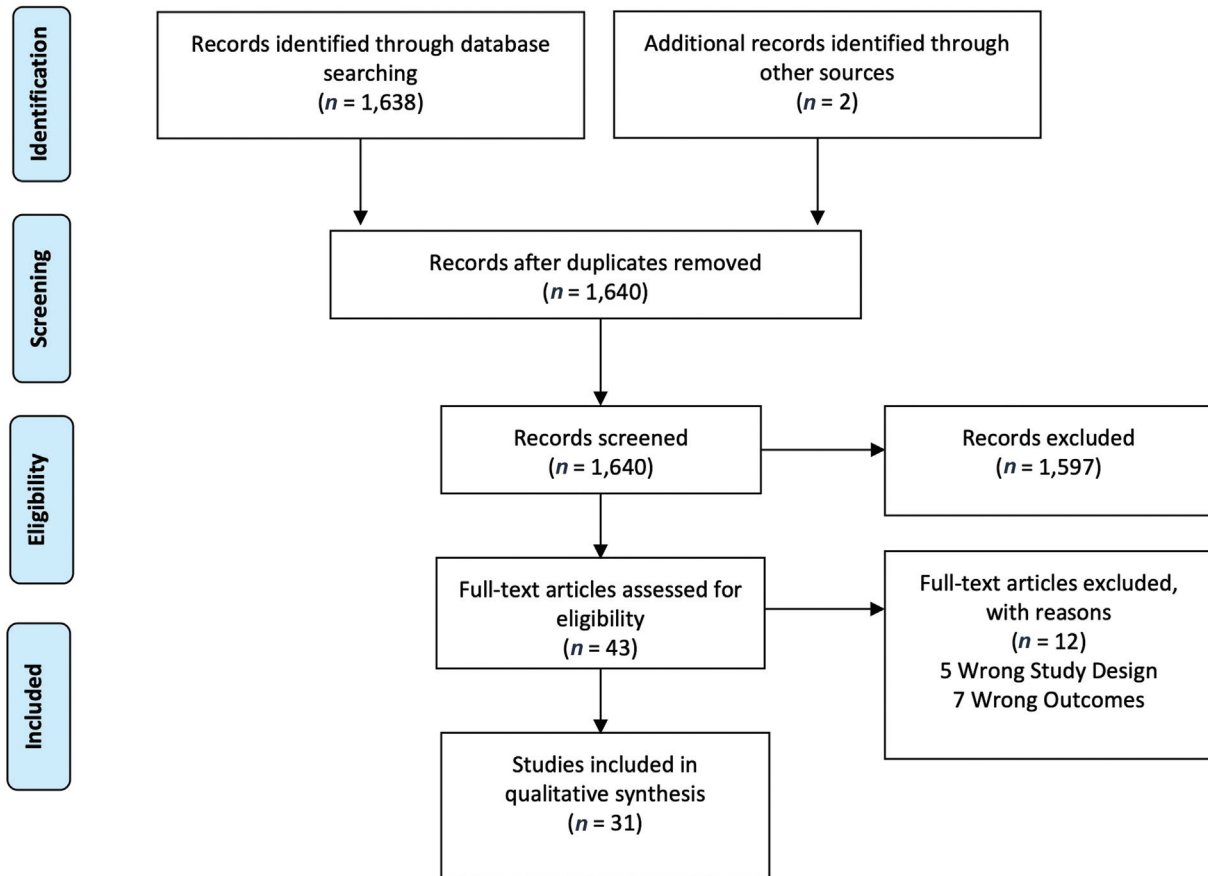 Identification
Records identified through database
searching
(n = 1,638)
Additional records identified through
other sources
(n = 2)
Screening
Records after duplicates removed
(n = 1,640)
Eligibility
Records screened
(n = 1,640)
Records excluded
(n = 1,597)
Full-text articles assessed for
eligibility
(n = 43)
Full-text articles excluded,
with reasons
(n = 12)
5 Wrong Study Design
7 Wrong Outcomes
Included
Studies included in
qualitative synthesis
(n = 31)